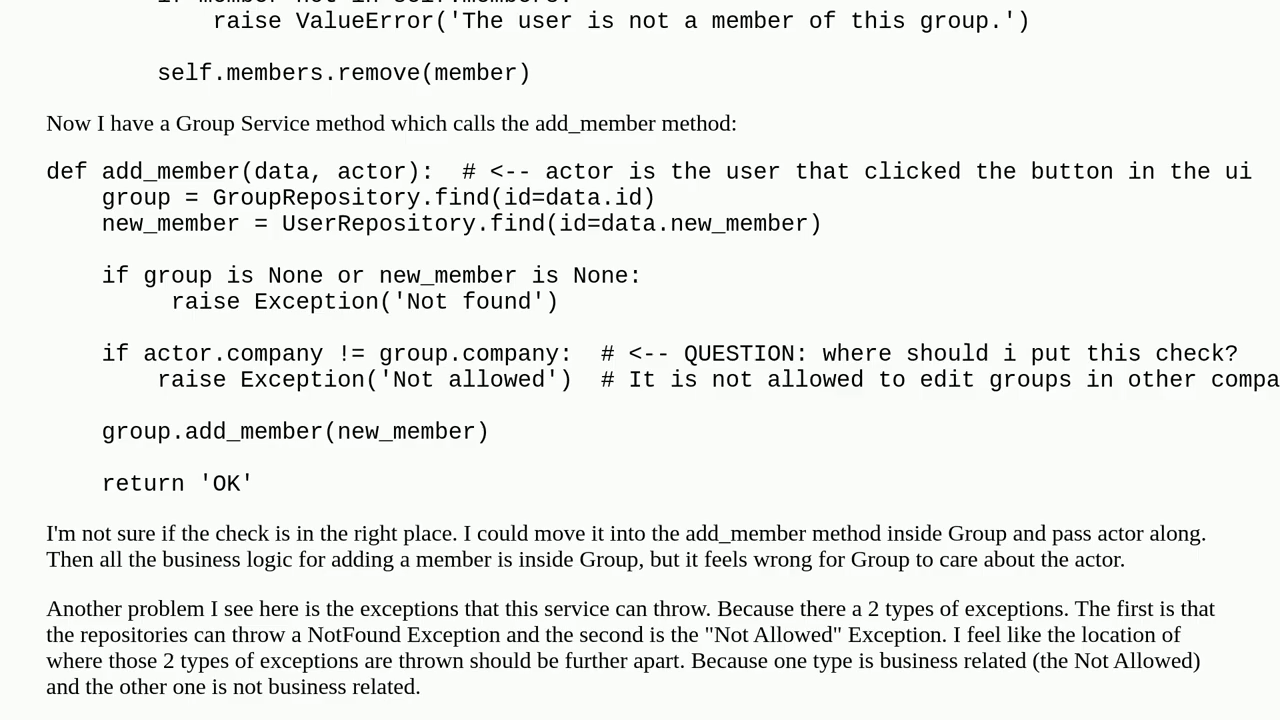 raise ValueError('The user is not a member of this group.')
self.members.remove(member)
Now I have a Group Service method which calls the add_member method:
def add_member(data, actor):  # <-- actor is the user that clicked the button in the ui
    group = GroupRepository.find(id=data.id)
    new_member = UserRepository.find(id=data.new_member)
    if group is None or new_member is None:
         raise Exception('Not found')
    if actor.company != group.company:  # <-- QUESTION: where should i put this check?
        raise Exception('Not allowed')  # It is not allowed to edit groups in other compa
    group.add_member(new_member)
    return 'OK'
I'm not sure if the check is in the right place. I could move it into the add_member method inside Group and pass actor along.
Then all the business logic for adding a member is inside Group, but it feels wrong for Group to care about the actor.
Another problem I see here is the exceptions that this service can throw. Because there a 2 types of exceptions. The first is that
the repositories can throw a NotFound Exception and the second is the "Not Allowed" Exception. I feel like the location of
where those 2 types of exceptions are thrown should be further apart. Because one type is business related (the Not Allowed)
and the other one is not business related.